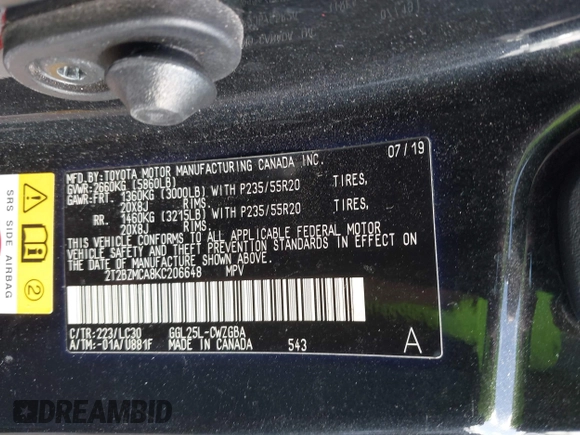 MFD.BY:TOYOTA MOTOR MANUFACTURING CANADA INC. 07/19
GVWR:2660KG (5860LB)
GAWR:FRT. 1360KG (3000LB) WITH P235/55R20 TIRES,
20X8J RIMS.
RR. 1460KG (3215LB) WITH P235/55R20 TIRES,
20X8J RIMS.
THIS VEHICLE CONFORMS TO ALL APPLICABLE FEDERAL MOTOR
VEHICLE SAFETY AND THEFT PREVENTION STANDARDS IN EFFECT ON
THE DATE OF MANUFACTURE SHOWN ABOVE.
2T2BZMCA8KC206648 MPV
C/TR:223/LC30 GGL25L-CWZGBA
A/TM:-01A/UB81F MADE IN CANADA 543 A
SRS SIDE AIRBAG
2
DREAMBID